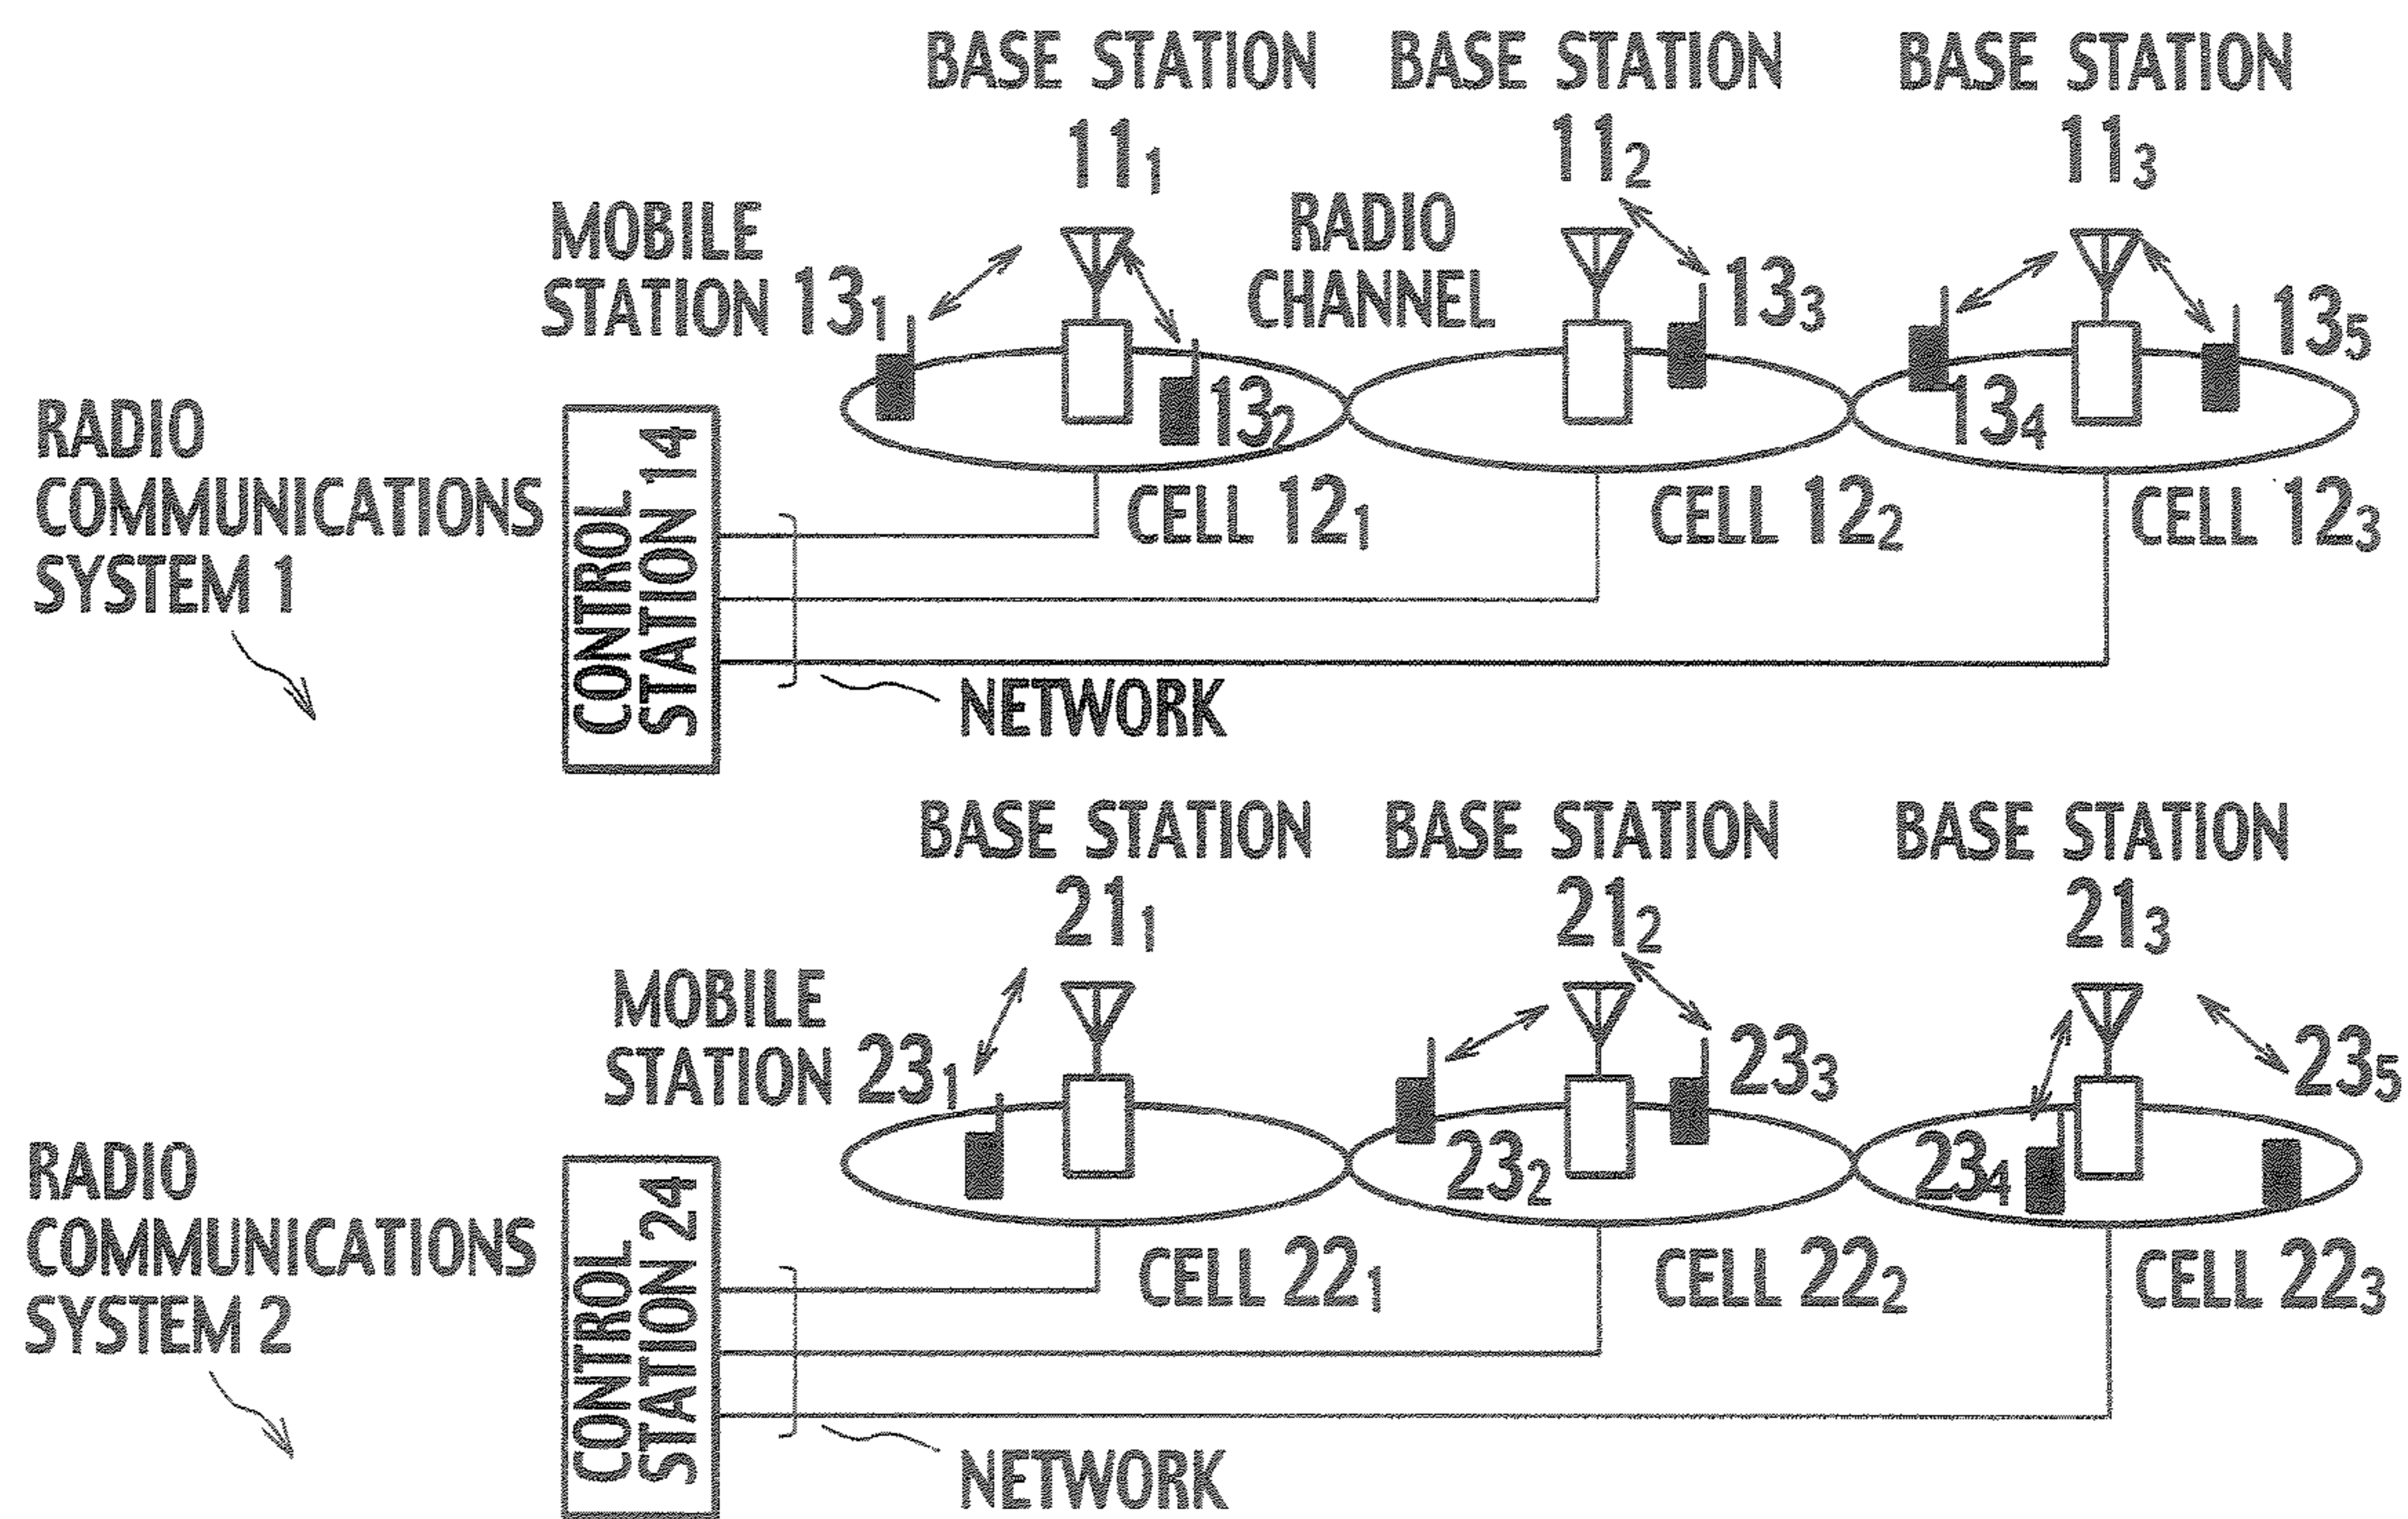 BASE STATION BASE STATION BASE STATION
11₁ 11₂ 11₃
MOBILE
STATION 13₁
RADIO
CHANNEL
13₃
13₅
13₂
13₄
RADIO
COMMUNICATIONS
SYSTEM 1
CONTROL
STATION 14
CELL 12₁ CELL 12₂ CELL 12₃
NETWORK
BASE STATION BASE STATION BASE STATION
21₁ 21₂ 21₃
MOBILE
STATION 23₁
23₃
23₅
23₂
23₄
RADIO
COMMUNICATIONS
SYSTEM 2
CONTROL
STATION 24
CELL 22₁ CELL 22₂ CELL 22₃
NETWORK